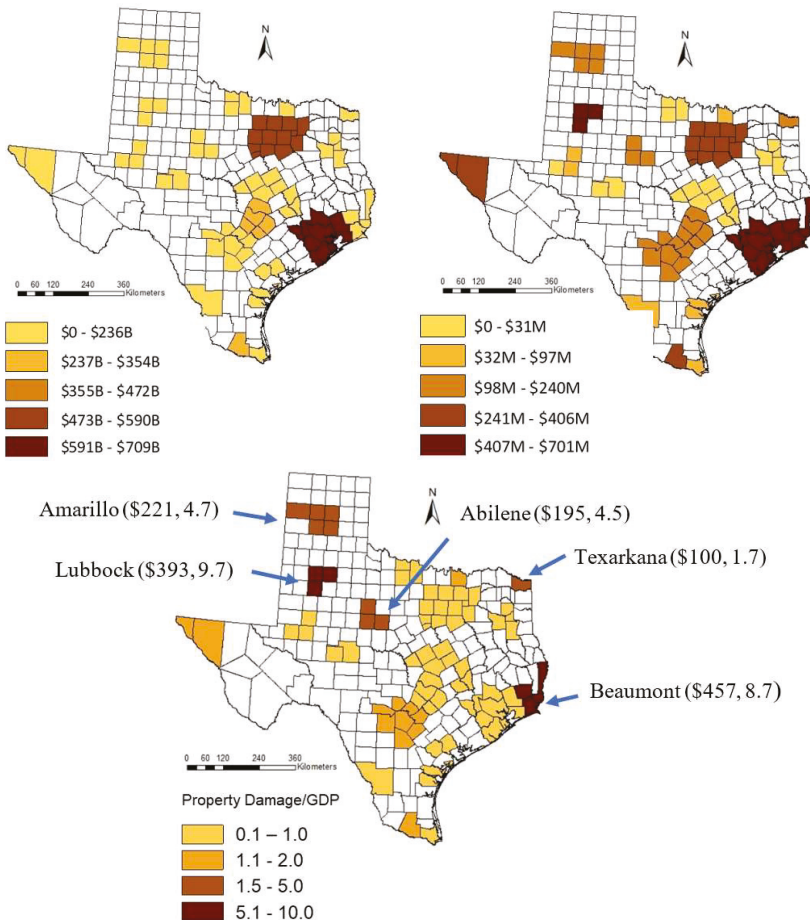 N
N
0 60 120 240 360
Kilometers
0 60 120 240 360
Kilometers
$0 - $236B
$237B - $354B
$355B - $472B
$473B - $590B
$591B - $709B
$0 - $31M
$32M - $97M
$98M - $240M
$241M - $406M
$407M - $701M
N
Amarillo ($221, 4.7)
Abilene ($195, 4.5)
Lubbock ($393, 9.7)
Texarkana ($100, 1.7)
Beaumont ($457, 8.7)
0 60 120 240 360
Kilometers
Property Damage/GDP
0.1 – 1.0
1.1 - 2.0
1.5 - 5.0
5.1 - 10.0